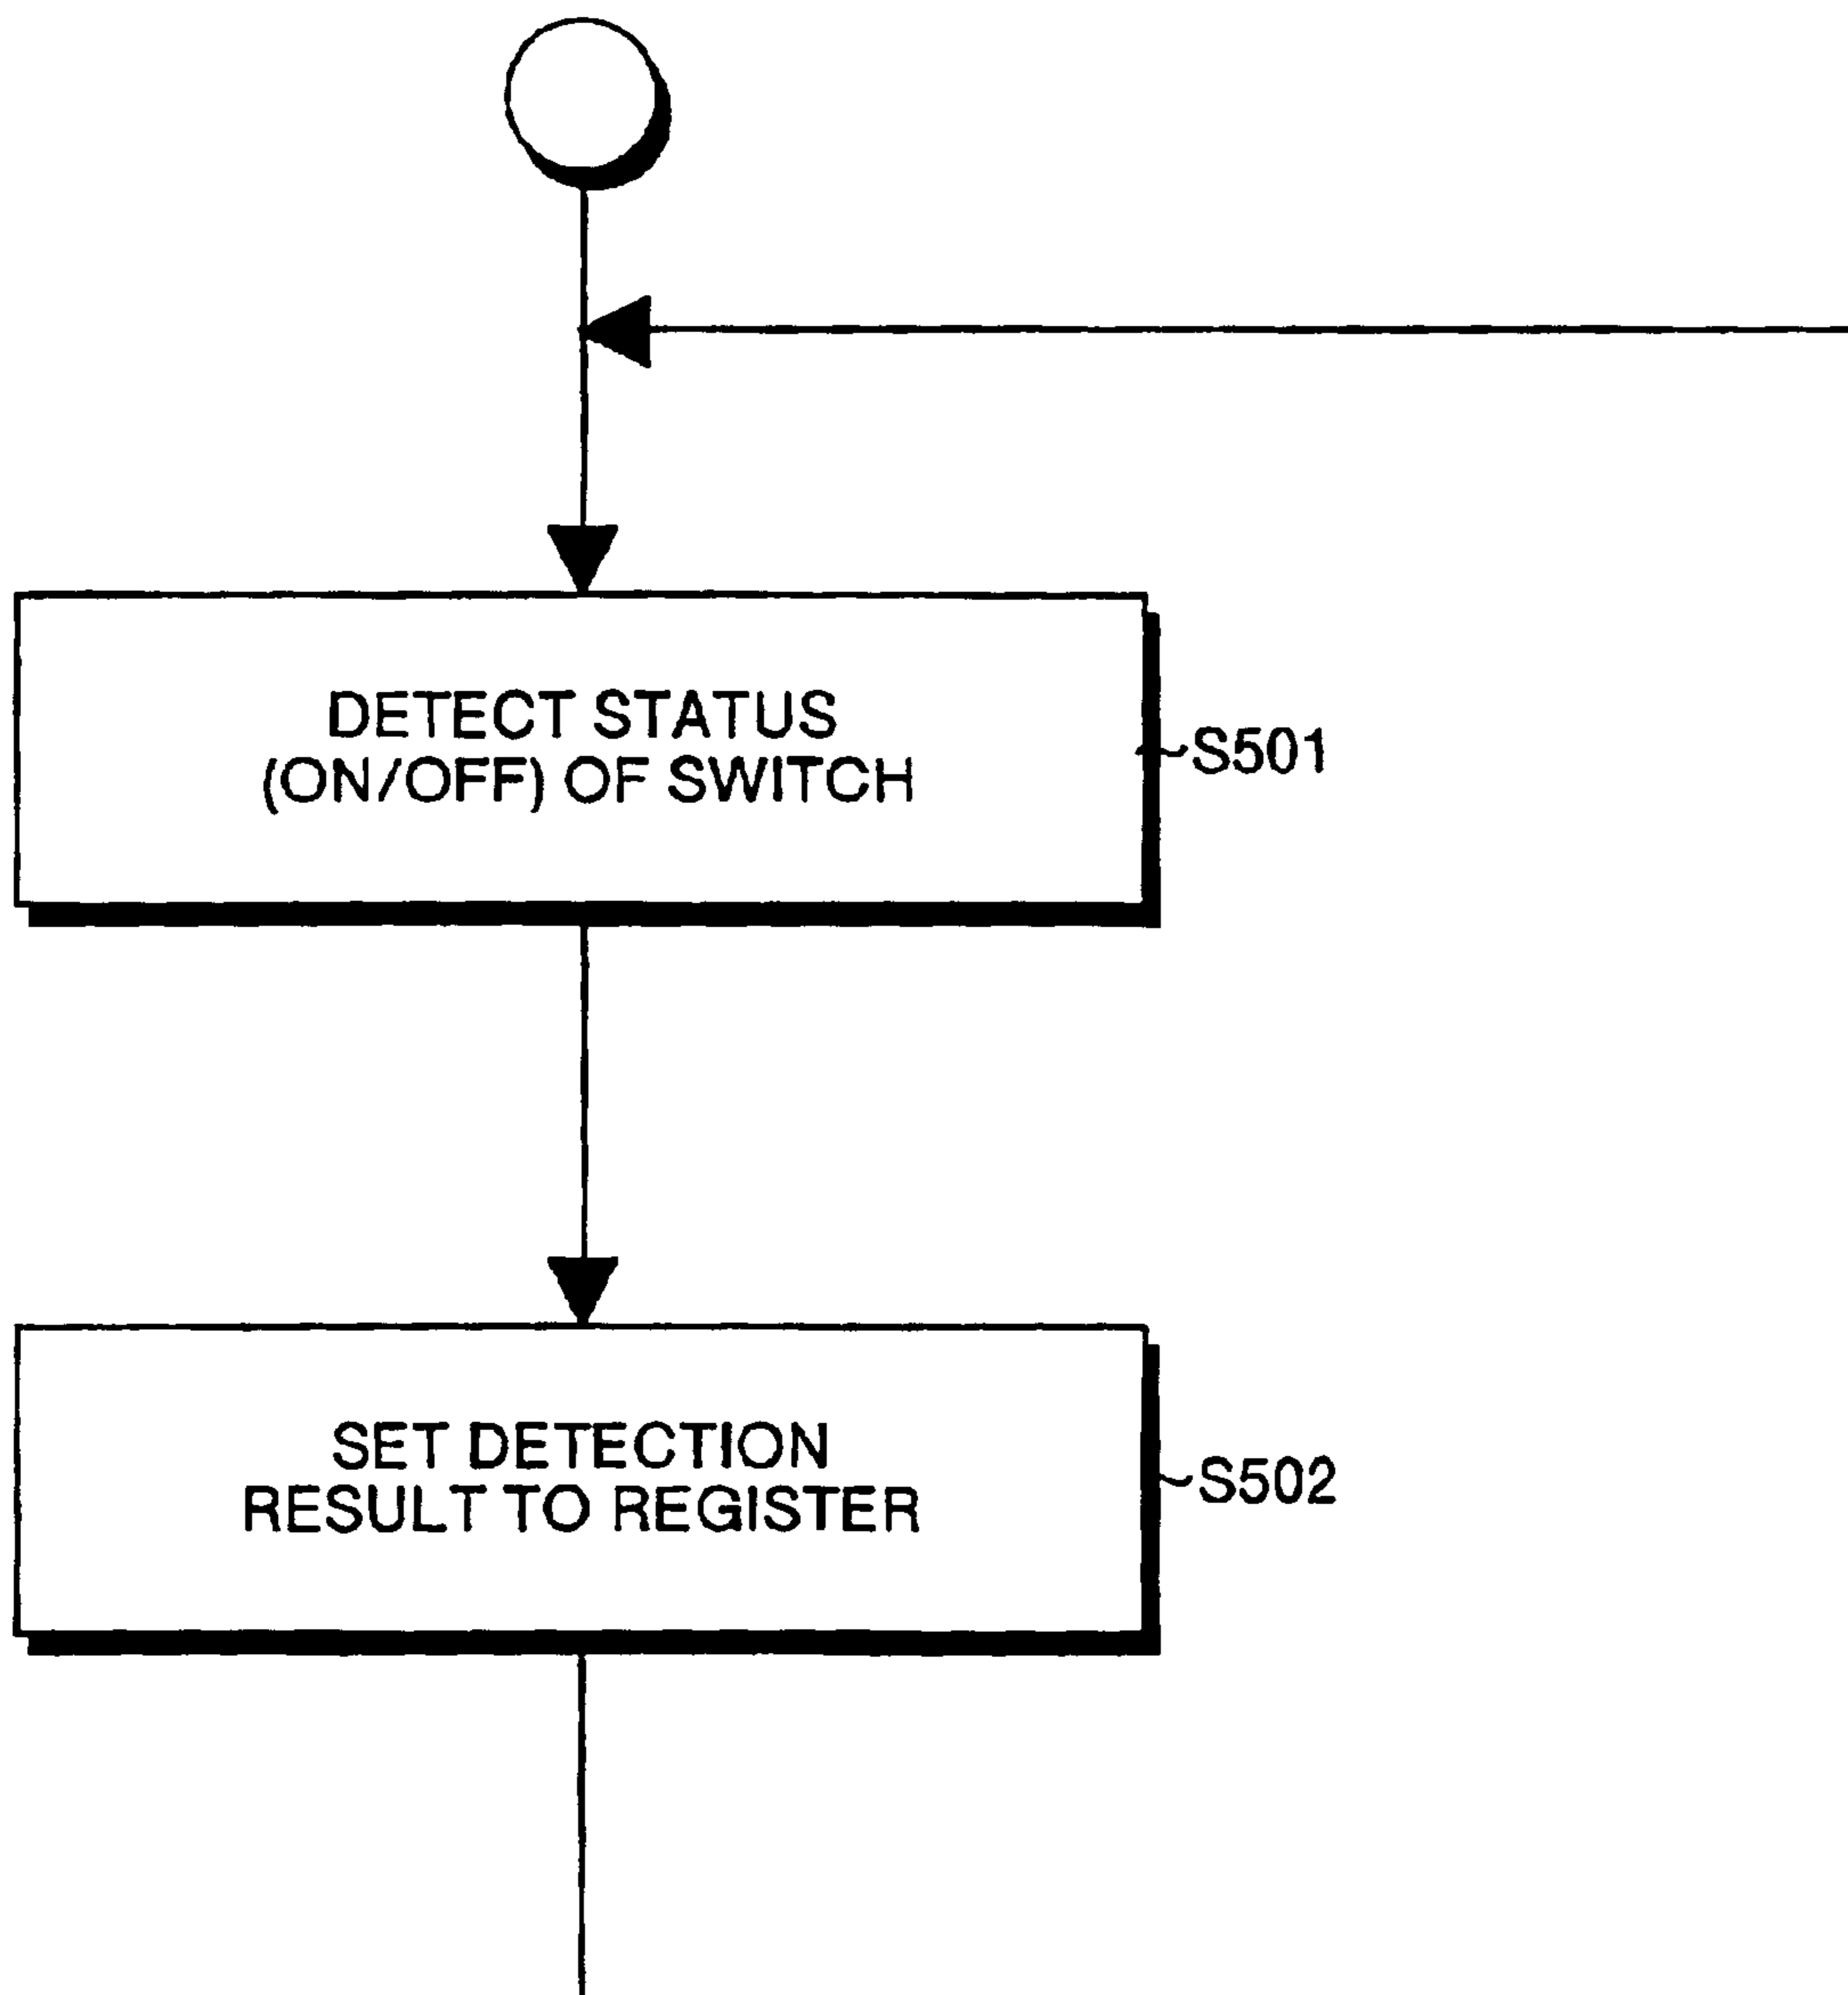 DETECT STATUS
(ON/OFF) OF SWITCH
S501
SET DETECTION
RESULT TO REGISTER
S502